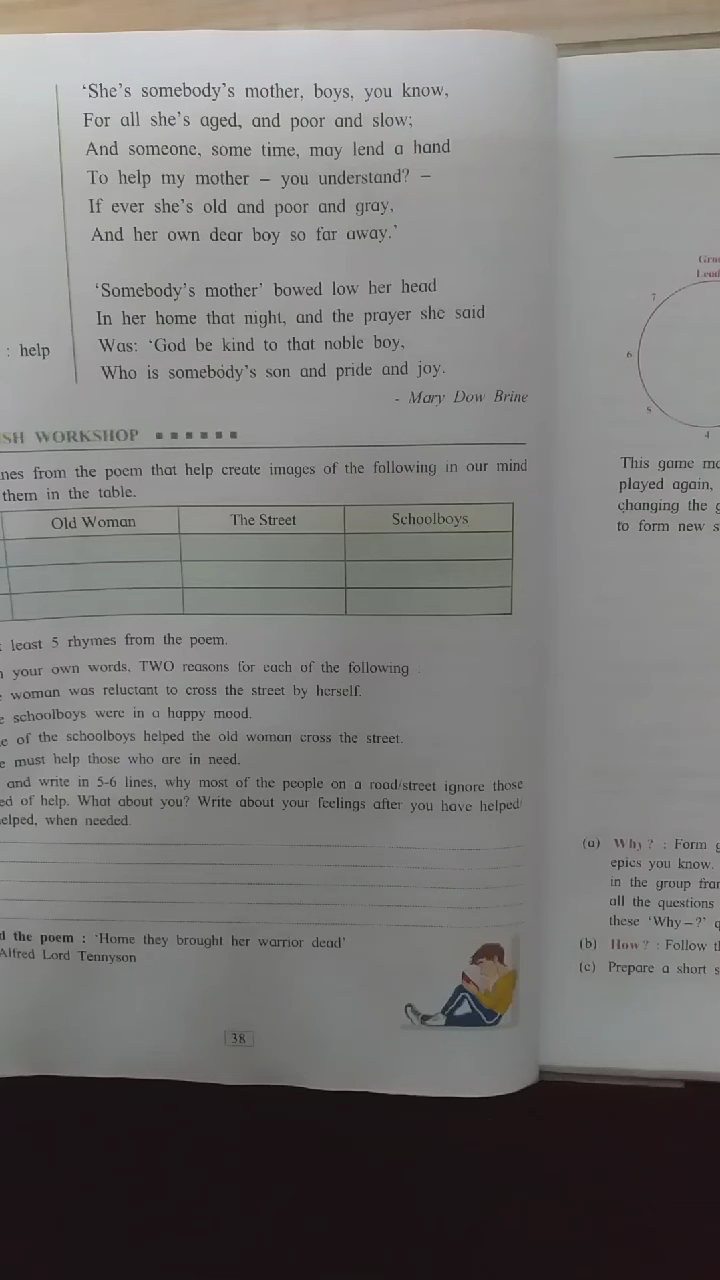 'She's somebody's mother, boys, you know,
For all she's aged, and poor and slow;
And someone, some time, may lend a hand
To help my mother – you understand? –
If ever she's old and poor and gray,
And her own dear boy so far away.'
'Somebody's mother' bowed low her head
In her home that night, and the prayer she said
: help
Was: 'God be kind to that noble boy,
Who is somebody's son and pride and joy.
- Mary Dow Brine
SH WORKSHOP
nes from the poem that help create images of the following in our mind
them in the table.
Old Woman The Street Schoolboys
least 5 rhymes from the poem.
your own words, TWO reasons for each of the following :
woman was reluctant to cross the street by herself.
schoolboys were in a happy mood.
e of the schoolboys helped the old woman cross the street.
e must help those who are in need.
and write in 5-6 lines, why most of the people on a road/street ignore those
ed of help. What about you? Write about your feelings after you have helped/
elped, when needed.
d the poem : 'Home they brought her warrior dead'
Alfred Lord Tennyson
38
7
6
5
4
This game
played again,
changing the
to form new
(a) Why? : Form
epics you know.
in the group
all the questions
these 'Why–?'
(b) How? : Follow
(c) Prepare a short